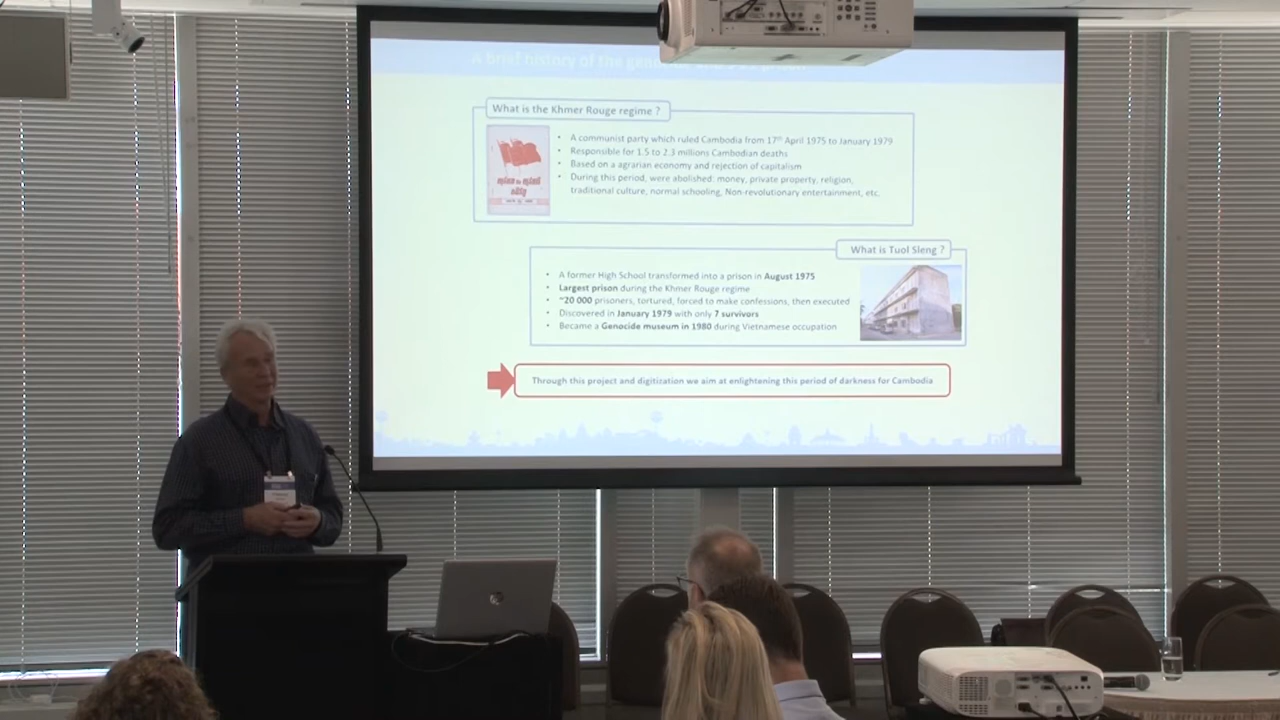 A Brief history of the
What is the Khmer Rouge regime ?
• A communist party which ruled Cambodia from 17th April 1975 to January 1979
• Responsible for 1.5 to 2.3 millions Cambodian deaths
• Based on a agrarian economy and rejection of capitalism
• During this period, were abolished: money, private property, religion,
traditional culture, normal schooling, Non-revolutionary entertainment, etc.
What is Tuol Sleng ?
• A former High School transformed into a prison in August 1975
• Largest prison during the Khmer Rouge regime
• ~20 000 prisoners, tortured, forced to make confessions, then executed
• Discovered in January 1979 with only 7 survivors
• Became a Genocide museum in 1980 during Vietnamese occupation
Through this project and digitization we aim at enlightening this period of darkness for Cambodia